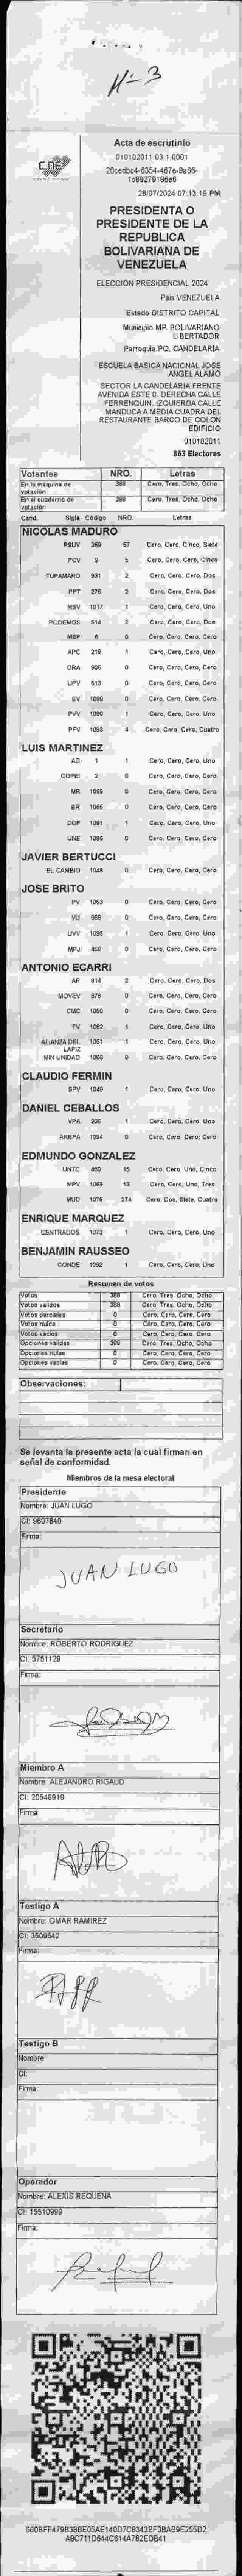 N-3
CNE
Acta de escrutinio
010102011.03.1.0001
28/07/2024 07:13:19 PM
PRESIDENTA O
PRESIDENTE DE LA
REPUBLICA
BOLIVARIANA DE
VENEZUELA
ELECCIÓN PRESIDENCIAL 2024
País VENEZUELA
Estado DISTRITO CAPITAL
Municipio MP. BOLIVARIANO
LIBERTADOR
Parroquia PQ. CANDELARIA
ESCUELA BASICA NACIONAL JOSE
ANGEL ALAMO
SECTOR LA CANDELARIA FRENTE
AVENIDA ESTE 0. DERECHA CALLE
FERRENQUIN. IZQUIERDA CALLE
MANDUCA A MEDIA CUADRA DEL
RESTAURANTE BARCO DE COLON
EDIFICIO
010102011
863 Electores
Votantes NRO. Letras
En la máquina de votación 388 Cero, Tres, Ocho, Ocho
En el cuaderno de votación 388 Cero, Tres, Ocho, Ocho
Cand. Sigla Código NRO. Letras
NICOLAS MADURO
PSUV 269 57 Cero, Cero, Cinco, Siete
PCV 9 5 Cero, Cero, Cero, Cinco
TUPAMARO 931 2 Cero, Cero, Cero, Dos
PPT 276 2 Cero, Cero, Cero, Dos
MSV 1017 1 Cero, Cero, Cero, Uno
PODEMOS 514 2 Cero, Cero, Cero, Dos
MEP 6 0 Cero, Cero, Cero, Cero
APC 218 1 Cero, Cero, Cero, Uno
ORA 906 0 Cero, Cero, Cero, Cero
UPV 513 0 Cero, Cero, Cero, Cero
EV 1089 0 Cero, Cero, Cero, Cero
PVV 1090 1 Cero, Cero, Cero, Uno
PFV 1093 4 Cero, Cero, Cero, Cuatro
LUIS MARTINEZ
AD 1 1 Cero, Cero, Cero, Uno
COPEI 2 0 Cero, Cero, Cero, Cero
MR 1066 0 Cero, Cero, Cero, Cero
BR 1065 0 Cero, Cero, Cero, Cero
DDP 1091 1 Cero, Cero, Cero, Uno
UNE 1095 0 Cero, Cero, Cero, Cero
JAVIER BERTUCCI
EL CAMBIO 1048 0 Cero, Cero, Cero, Cero
JOSE BRITO
PV 1053 0 Cero, Cero, Cero, Cero
VU 988 0 Cero, Cero, Cero, Cero
UVV 1096 1 Cero, Cero, Cero, Uno
MPJ 468 0 Cero, Cero, Cero, Cero
ANTONIO ECARRI
AP 814 2 Cero, Cero, Cero, Dos
MOVEV 878 0 Cero, Cero, Cero, Cero
CMC 1050 0 Cero, Cero, Cero, Cero
FV 1062 1 Cero, Cero, Cero, Uno
ALIANZA DEL LAPIZ 1051 1 Cero, Cero, Cero, Uno
MIN UNIDAD 1068 0 Cero, Cero, Cero, Cero
CLAUDIO FERMIN
SPV 1049 1 Cero, Cero, Cero, Uno
DANIEL CEBALLOS
VPA 236 1 Cero, Cero, Cero, Uno
AREPA 1094 0 Cero, Cero, Cero, Cero
EDMUNDO GONZALEZ
UNTC 450 15 Cero, Cero, Uno, Cinco
MPV 1089 13 Cero, Cero, Uno, Tres
MUD 1076 274 Cero, Dos, Siete, Cuatro
ENRIQUE MARQUEZ
CENTRADOS 1073 1 Cero, Cero, Cero, Uno
BENJAMIN RAUSSEO
CONDE 1092 1 Cero, Cero, Cero, Uno
Resumen de votos
Votos 388 Cero, Tres, Ocho, Ocho
Votos validos 388 Cero, Tres, Ocho, Ocho
Votos parciales 0 Cero, Cero, Cero, Cero
Votos nulos 0 Cero, Cero, Cero, Cero
Votos vacios 0 Cero, Cero, Cero, Cero
Opciones validas 388 Cero, Tres, Ocho, Ocho
Opciones nulas 0 Cero, Cero, Cero, Cero
Opciones vacias 0 Cero, Cero, Cero, Cero
Observaciones:
Se levanta la presente acta la cual firman en
señal de conformidad.
Miembros de la mesa electoral
Presidente
Nombre: JUAN LUGO
CI: 9607840
Firma:
JUAN LUGO
Secretario
Nombre: ROBERTO RODRIGUEZ
CI: 5751129
Firma:
Miembro A
Nombre: ALEJANDRO RIGAUD
CI: 20549919
Firma:
Testigo A
Nombre: OMAR RAMIREZ
CI: 3509642
Firma:
Testigo B
Nombre:
CI:
Firma:
Operador
Nombre: ALEXIS REQUENA
CI: 15510999
Firma: